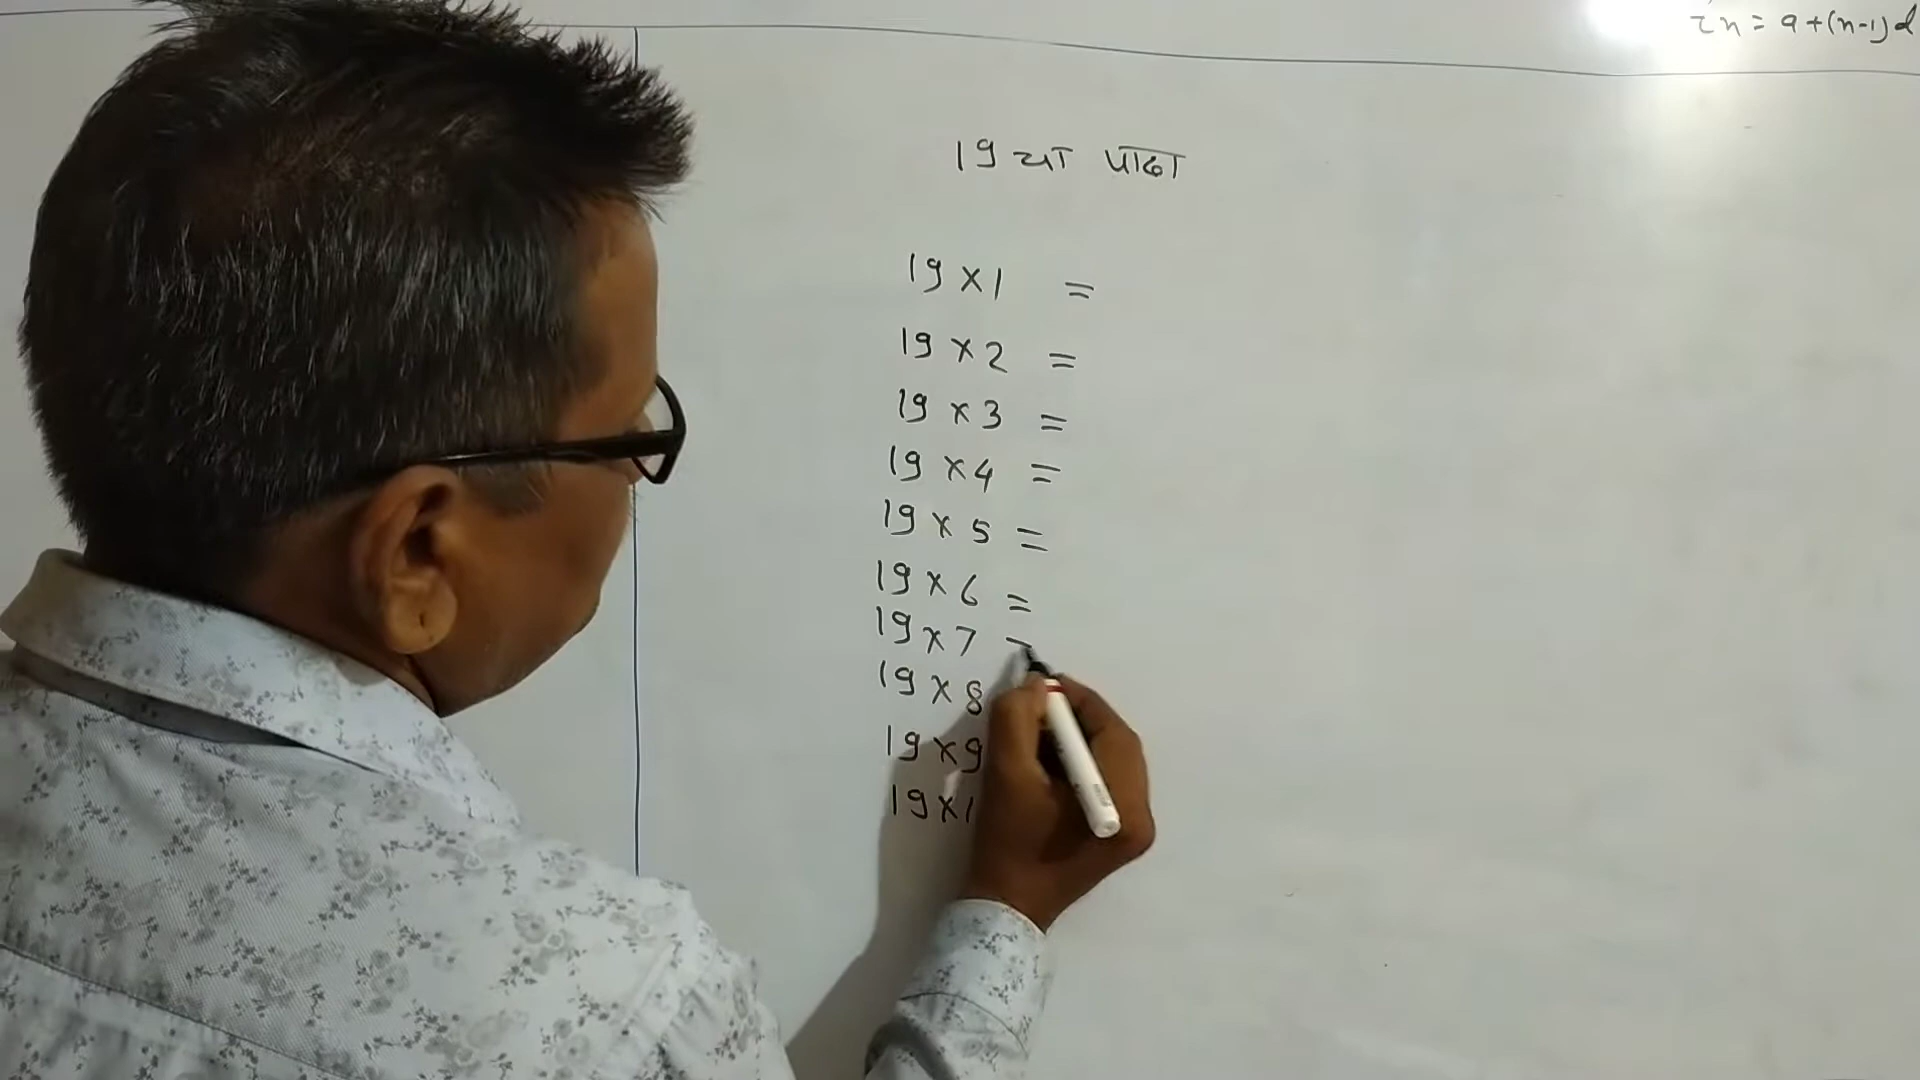 τn = a+(n-1)d
19 चा पाढा
19 × 1 =
19 × 2 =
19 × 3 =
19 × 4 =
19 × 5 =
19 × 6 =
19 × 7 =
19 × 8
19 × 9
19 × 1